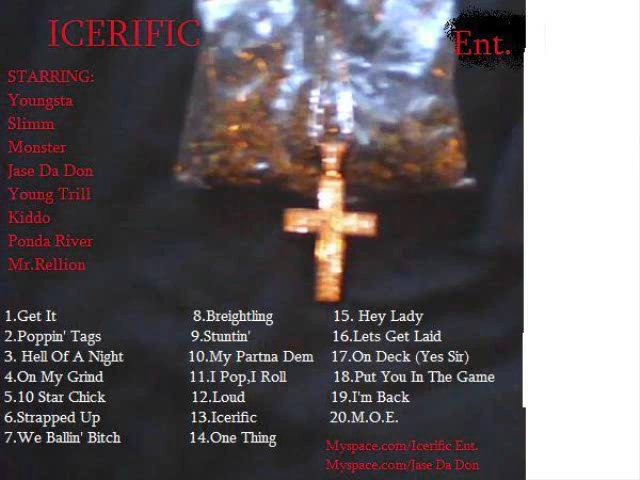 ICERIFIC Ent.
STARRING:
Youngsta
Slimm
Monster
Jase Da Don
Young Trill
Kiddo
Ponda River
Mr.Rellion
1.Get It
2.Poppin' Tags
3. Hell Of A Night
4.On My Grind
5.10 Star Chick
6.Strapped Up
7.We Ballin' Bitch
8.Breightling
9.Stuntin'
10.My Partna Dem
11.I Pop,I Roll
12.Loud
13.Icerific
14.One Thing
15. Hey Lady
16.Lets Get Laid
17.On Deck (Yes Sir)
18.Put You In The Game
19.I'm Back
20.M.O.E.
Myspace.com/Icerific Ent.
Myspace.com/Jase Da Don